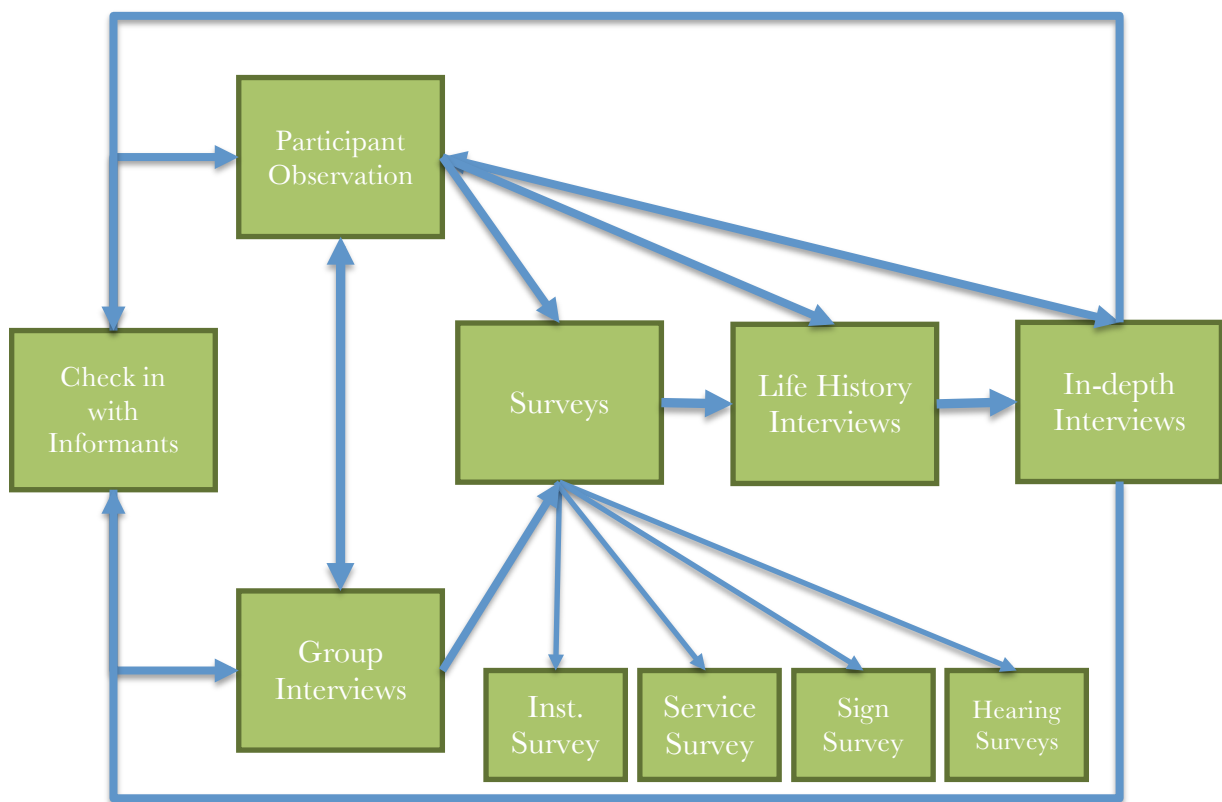 Participant
Observation
Check in
with
Informants
Surveys
Life History
Interviews
In-depth
Interviews
Group
Interviews
Inst.
Survey
Service
Survey
Sign
Survey
Hearing
Surveys